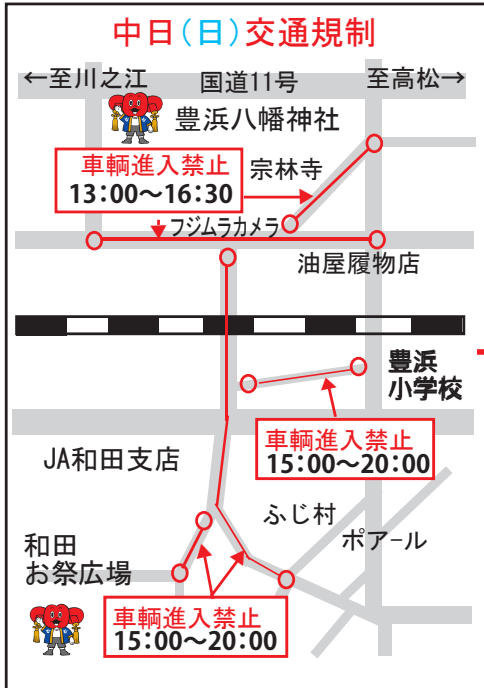 中日(日)交通規制
←至川之江
国道11号
至高松→
豊浜八幡神社
車輌進入禁止
13:00〜16:30
宗林寺
フジムラカメラ
油屋履物店
豊浜
小学校
車輌進入禁止
15:00〜20:00
JA和田支店
ふじ村
ポアール
和田
お祭広場
車輌進入禁止
15:00〜20:00